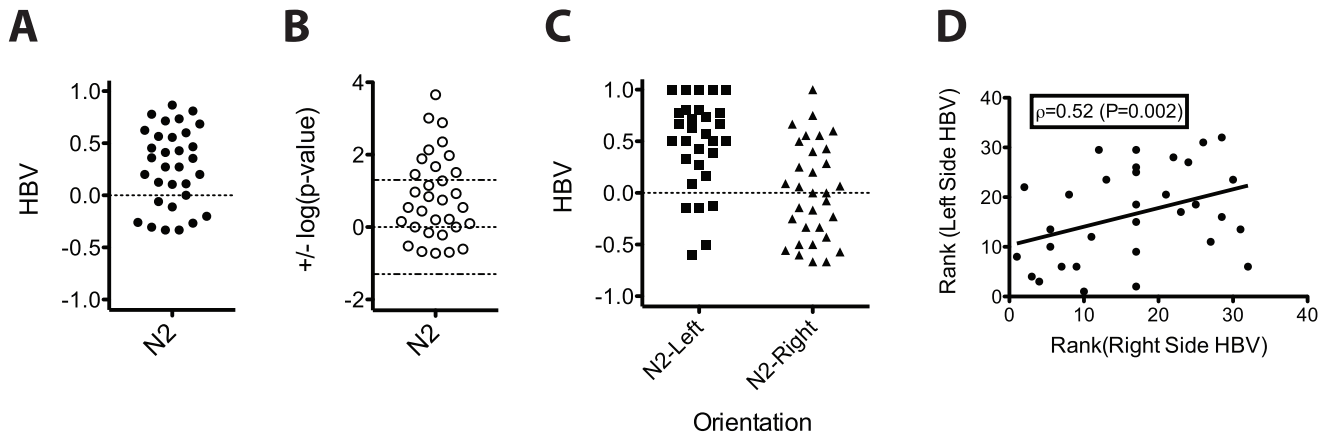 A
HBV
1.0
0.5
0.0
-0.5
-1.0
N2
B
+/- log(p-value)
4
2
0
-2
N2
C
HBV
1.0
0.5
0.0
-0.5
-1.0
N2-Left
N2-Right
Orientation
D
Rank (Left Side HBV)
40
30
20
10
0
ρ=0.52 (P=0.002)
0 10 20 30 40
Rank(Right Side HBV)